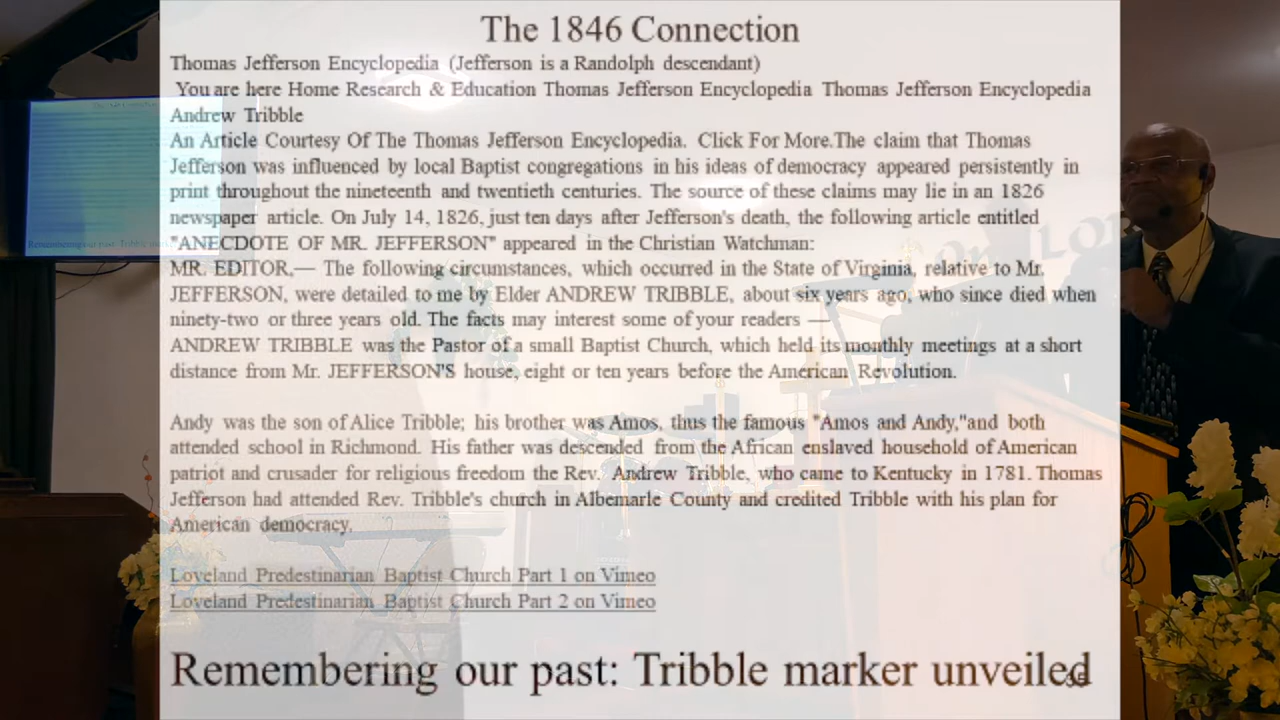 The 1846 Connection
Thomas Jefferson Encyclopedia (Jefferson is a Randolph descendant)
You are here Home Research & Education Thomas Jefferson Encyclopedia Thomas Jefferson Encyclopedia
Andrew Tribble
An Article Courtesy Of The Thomas Jefferson Encyclopedia. Click For More.The claim that Thomas
Jefferson was influenced by local Baptist congregations in his ideas of democracy appeared persistently in
print throughout the nineteenth and twentieth centuries. The source of these claims may lie in an 1826
newspaper article. On July 14, 1826, just ten days after Jefferson's death, the following article entitled
"ANECDOTE OF MR. JEFFERSON" appeared in the Christian Watchman:
MR. EDITOR,— The following circumstances, which occurred in the State of Virginia, relative to Mr.
JEFFERSON, were detailed to me by Elder ANDREW TRIBBLE, about six years ago, who since died when
ninety-two or three years old. The facts may interest some of your readers —
ANDREW TRIBBLE was the Pastor of a small Baptist Church, which held its monthly meetings at a short
distance from Mr. JEFFERSON'S house, eight or ten years before the American Revolution.
Andy was the son of Alice Tribble; his brother was Amos, thus the famous "Amos and Andy,"and both
attended school in Richmond. His father was descended from the African enslaved household of American
patriot and crusader for religious freedom the Rev. Andrew Tribble, who came to Kentucky in 1781. Thomas
Jefferson had attended Rev. Tribble's church in Albemarle County and credited Tribble with his plan for
American democracy.
Loveland Predestinarian Baptist Church Part 1 on Vimeo
Loveland Predestinarian Baptist Church Part 2 on Vimeo
Remembering our past: Tribble marker unveiled